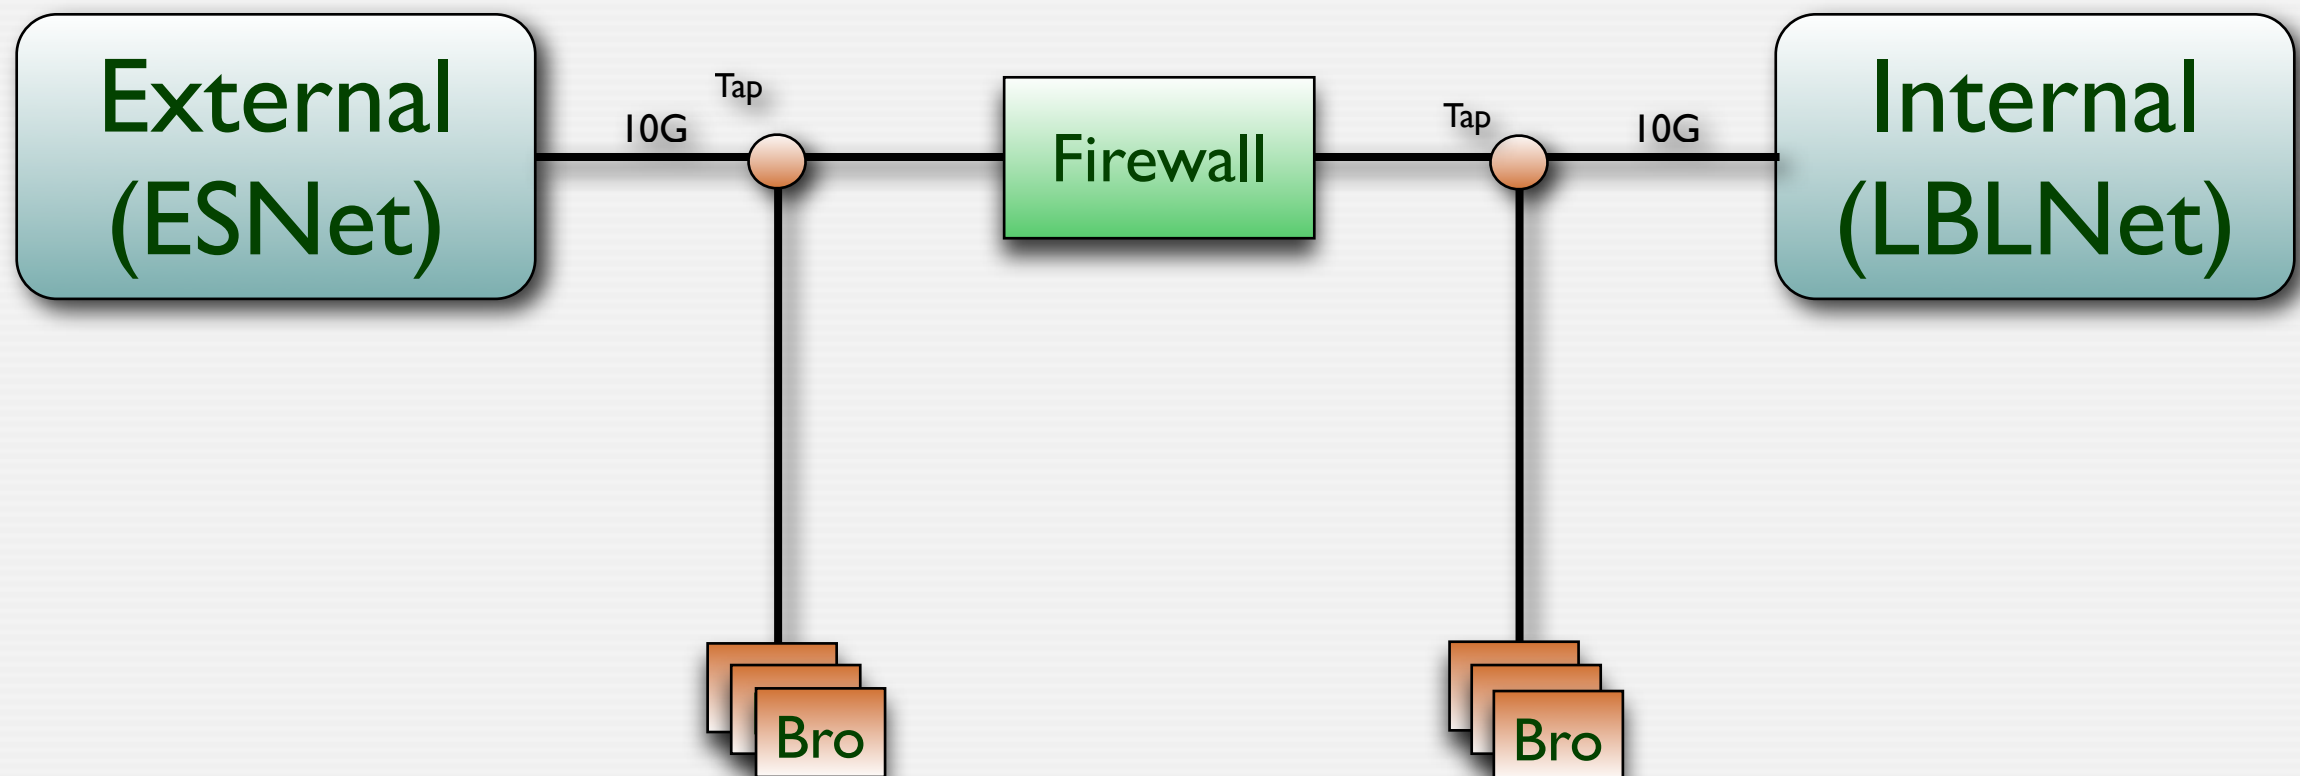 External
(ESNet)
10G
Tap
Firewall
Tap
10G
Internal
(LBLNet)
Bro
Bro